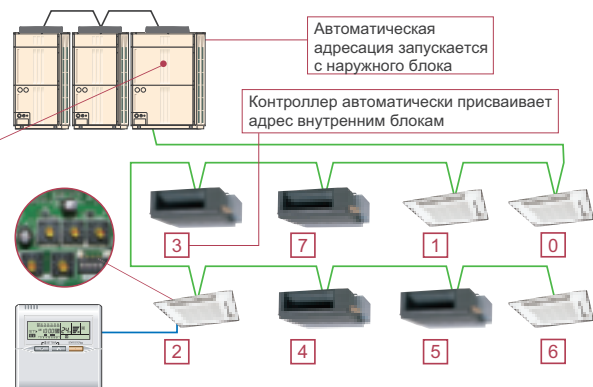 Автоматическая
адресация запускается
с наружного блока
Контроллер автоматически присваивает
адрес внутренним блокам
3 7 1 0
2 4 5 6